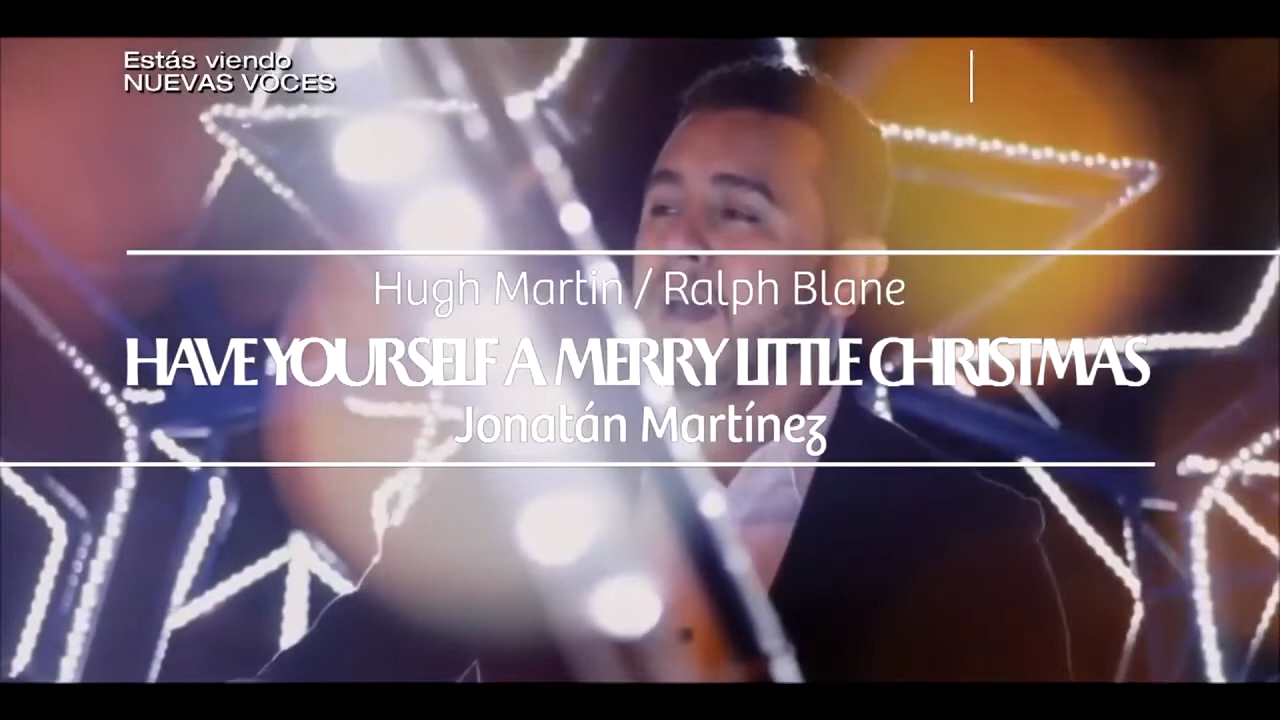 Estás viendo
NUEVAS VOCES
Hugh Martin / Ralph Blane
HAVE YOURSELF A MERRY LITTLE CHRISTMAS
Jonatán Martínez